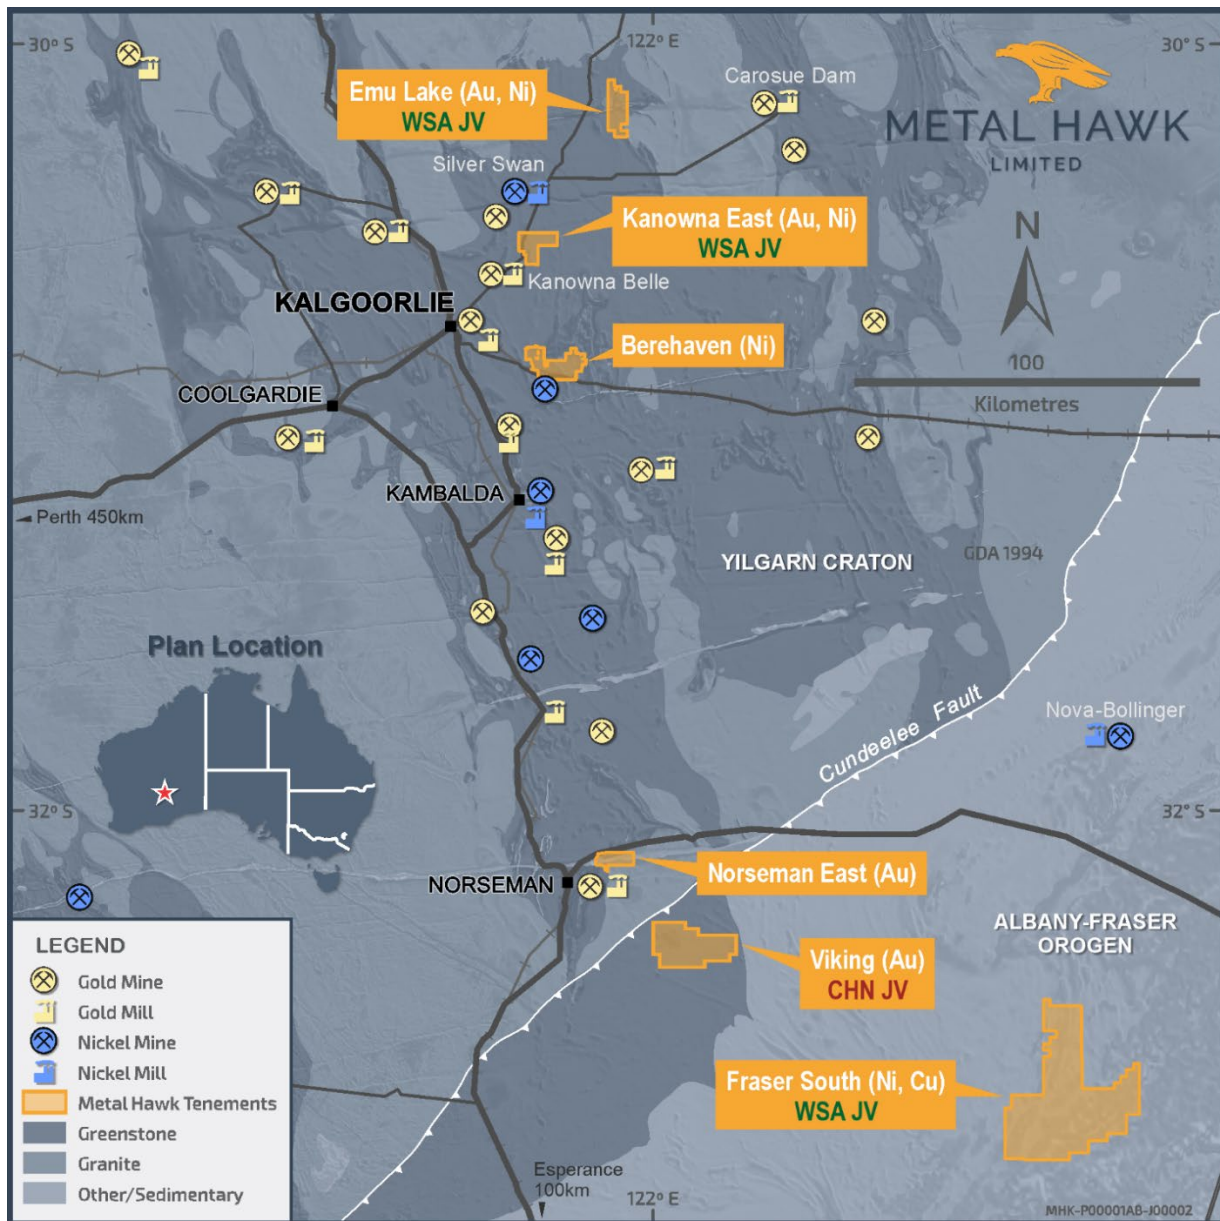 30° S
122° E
30° S
Carosue Dam
METAL HAWK
LIMITED
Emu Lake (Au, Ni)
WSA JV
Silver Swan
Kanowna East (Au, Ni)
WSA JV
N
Kanowna Belle
KALGOORLIE
Berehaven (Ni)
100
Kilometres
COOLGARDIE
KAMBALDA
Perth 450km
YILGARN CRATON
GDA 1994
Plan Location
Cundeelee Fault
Nova-Bollinger
32° S
32° S
NORSEMAN
Norseman East (Au)
ALBANY-FRASER
OROGEN
Viking (Au)
CHN JV
Fraser South (Ni, Cu)
WSA JV
LEGEND
Gold Mine
Gold Mill
Nickel Mine
Nickel Mill
Metal Hawk Tenements
Greenstone
Granite
Other/Sedimentary
Esperance
100km
122° E
MHK-P00001AB-J00002